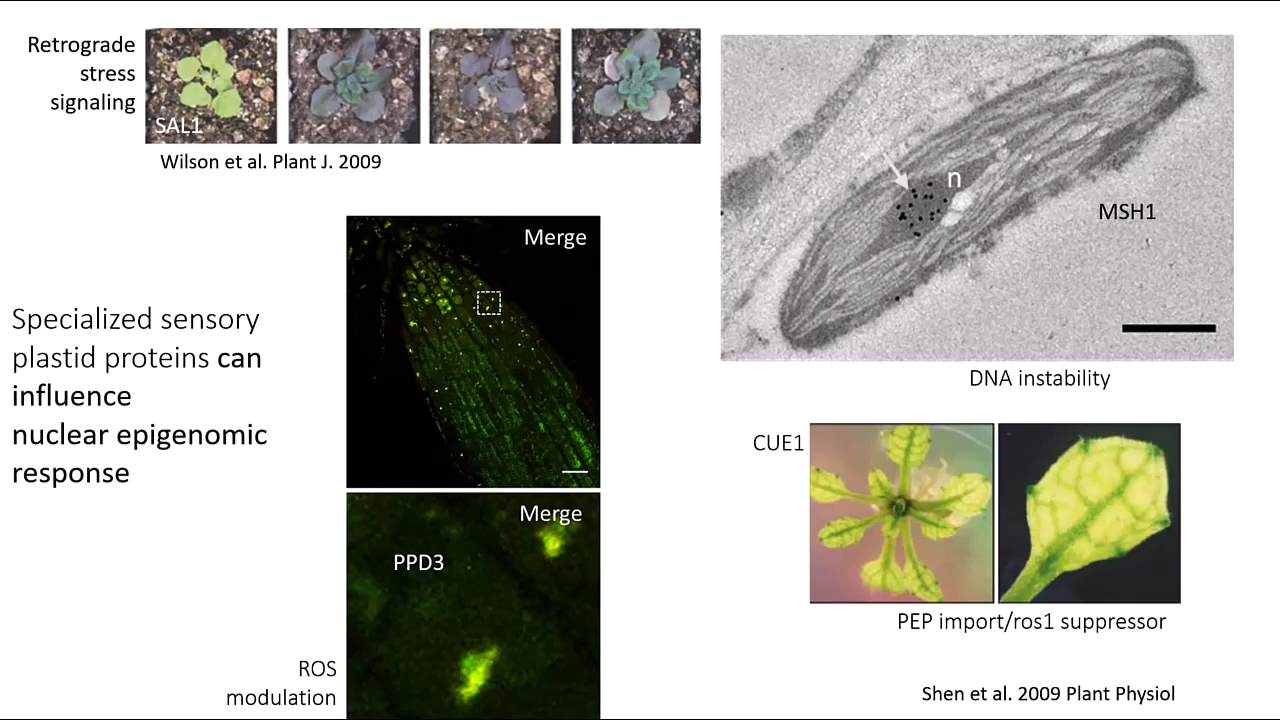 Retrograde
stress
signaling
SAL1
Wilson et al. Plant J. 2009
n
MSH1
DNA instability
Merge
Specialized sensory
plastid proteins can
influence
nuclear epigenomic
response
Merge
PPD3
ROS
modulation
CUE1
PEP import/ros1 suppressor
Shen et al. 2009 Plant Physiol